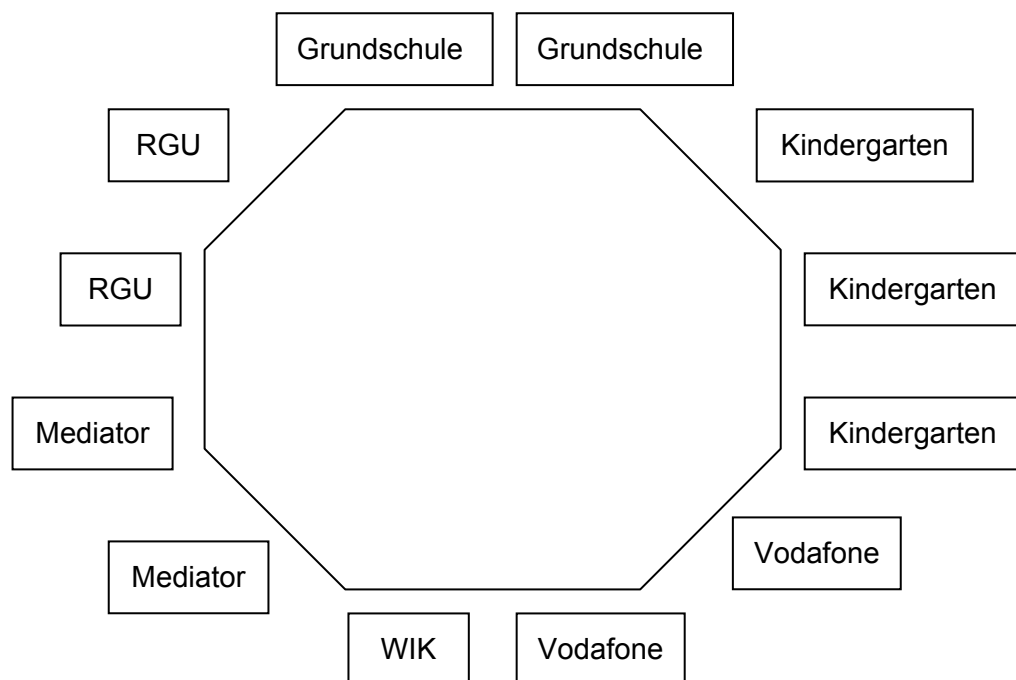 Grundschule
Grundschule
RGU
Kindergarten
RGU
Kindergarten
Mediator
Kindergarten
Mediator
Vodafone
WIK
Vodafone